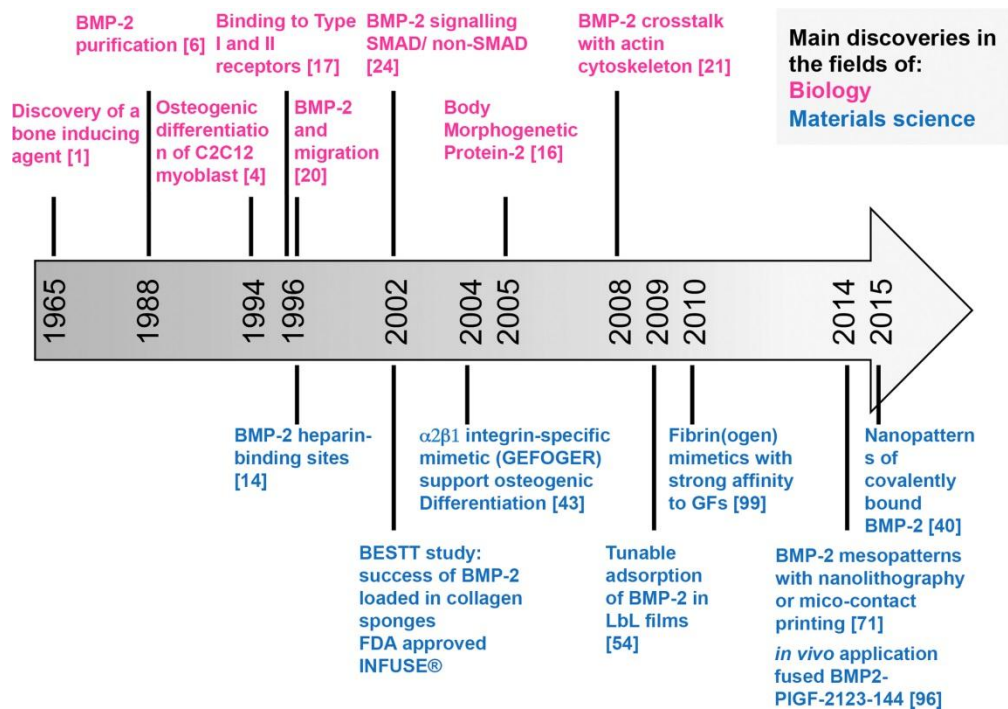 BMP-2
purification [6]
Binding to Type
I and II
receptors [17]
BMP-2 signalling
SMAD/ non-SMAD
[24]
BMP-2 crosstalk
with actin
cytoskeleton [21]
Main discoveries in
the fields of:
Biology
Materials science
Discovery of a
bone inducing
agent [1]
Osteogenic
differentiatio
n of C2C12
myoblast [4]
BMP-2
and
migration
[20]
Body
Morphogenetic
Protein-2 [16]
1965
1988
1994
1996
2002
2004
2005
2008
2009
2010
2014
2015
BMP-2 heparin-
binding sites
[14]
α2β1 integrin-specific
mimetic (GEFOGER)
support osteogenic
Differentiation [43]
Fibrin(ogen)
mimetics with
strong affinity
to GFs [99]
Nanopattern
s of
covalently
bound
BMP-2 [40]
BESTT study:
success of BMP-2
loaded in collagen
sponges
FDA approved
INFUSE®
Tunable
adsorption
of BMP-2 in
LbL films
[54]
BMP-2 mesopatterns
with nanolithography
or mico-contact
printing [71]
in vivo application
fused BMP2-
PIGF-2123-144 [96]